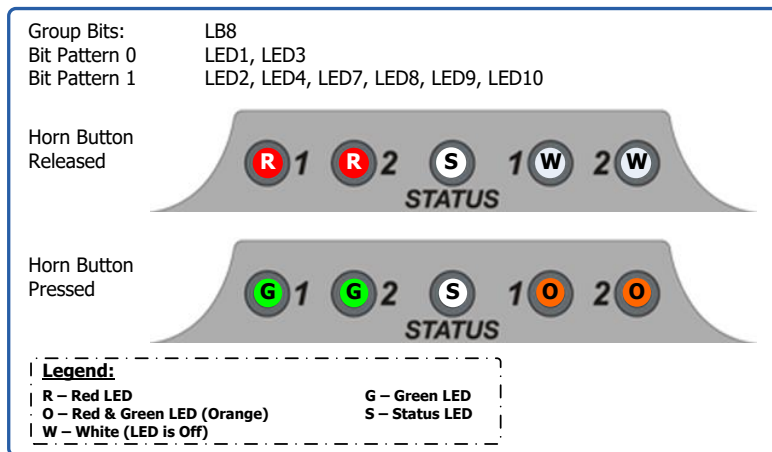 Group Bits: LB8
Bit Pattern 0 LED1, LED3
Bit Pattern 1 LED2, LED4, LED7, LED8, LED9, LED10
Horn Button
Released
R 1 R 2 S 1 W 2 W
STATUS
Horn Button
Pressed
G 1 G 2 S 1 O 2 O
STATUS
Legend:
R – Red LED G – Green LED
O – Red & Green LED (Orange) S – Status LED
W – White (LED is Off)